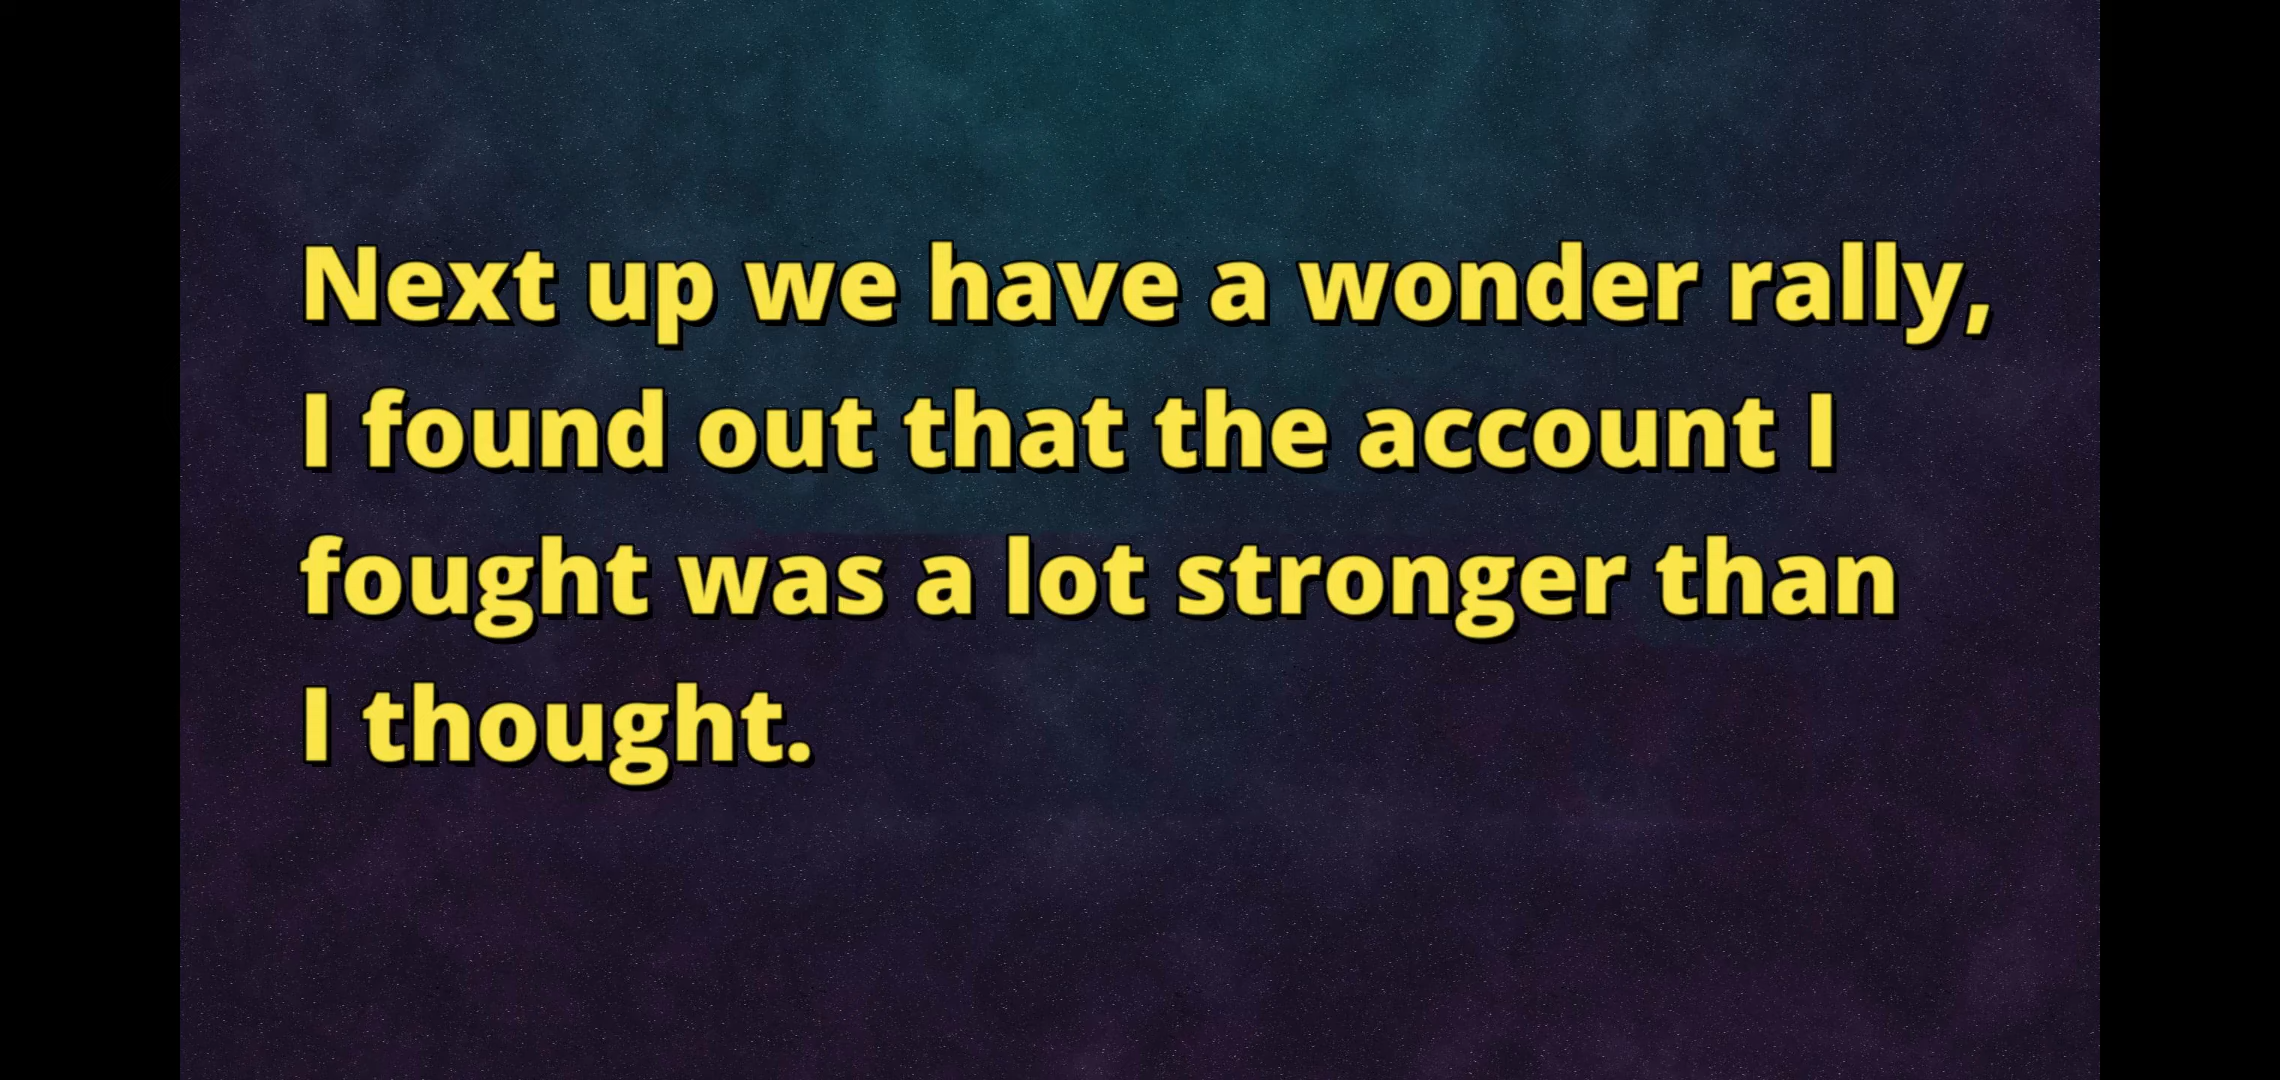 Next up we have a wonder rally,
I found out that the account I
fought was a lot stronger than
I thought.